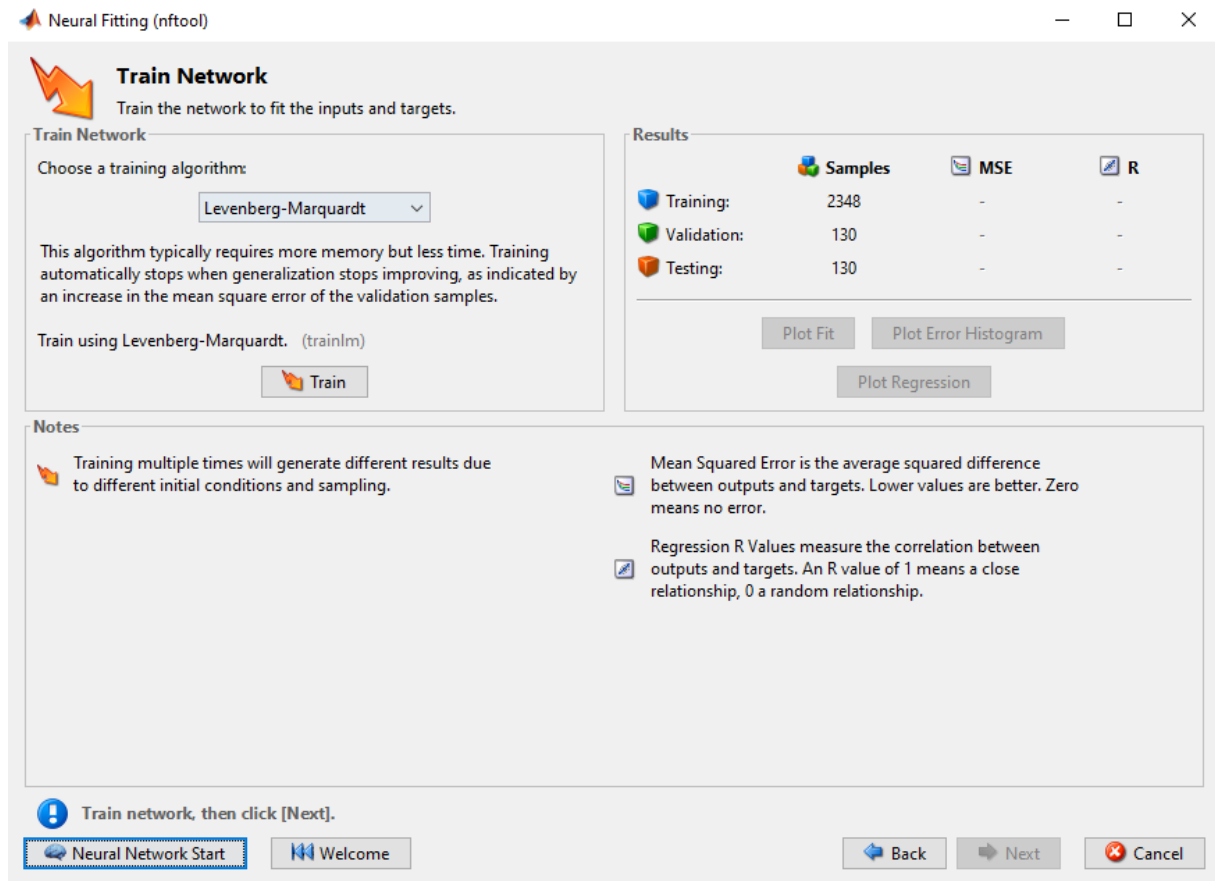 Neural Fitting (nftool)
Train Network
Train the network to fit the inputs and targets.
Train Network
Choose a training algorithm:
Levenberg-Marquardt
This algorithm typically requires more memory but less time. Training
automatically stops when generalization stops improving, as indicated by
an increase in the mean square error of the validation samples.
Train using Levenberg-Marquardt. (trainlm)
Train
Results
Samples MSE R
Training: 2348 - -
Validation: 130 - -
Testing: 130 - -
Plot Fit Plot Error Histogram
Plot Regression
Notes
Training multiple times will generate different results due
to different initial conditions and sampling.
Mean Squared Error is the average squared difference
between outputs and targets. Lower values are better. Zero
means no error.
Regression R Values measure the correlation between
outputs and targets. An R value of 1 means a close
relationship, 0 a random relationship.
Train network, then click [Next].
Neural Network Start Welcome Back Next Cancel